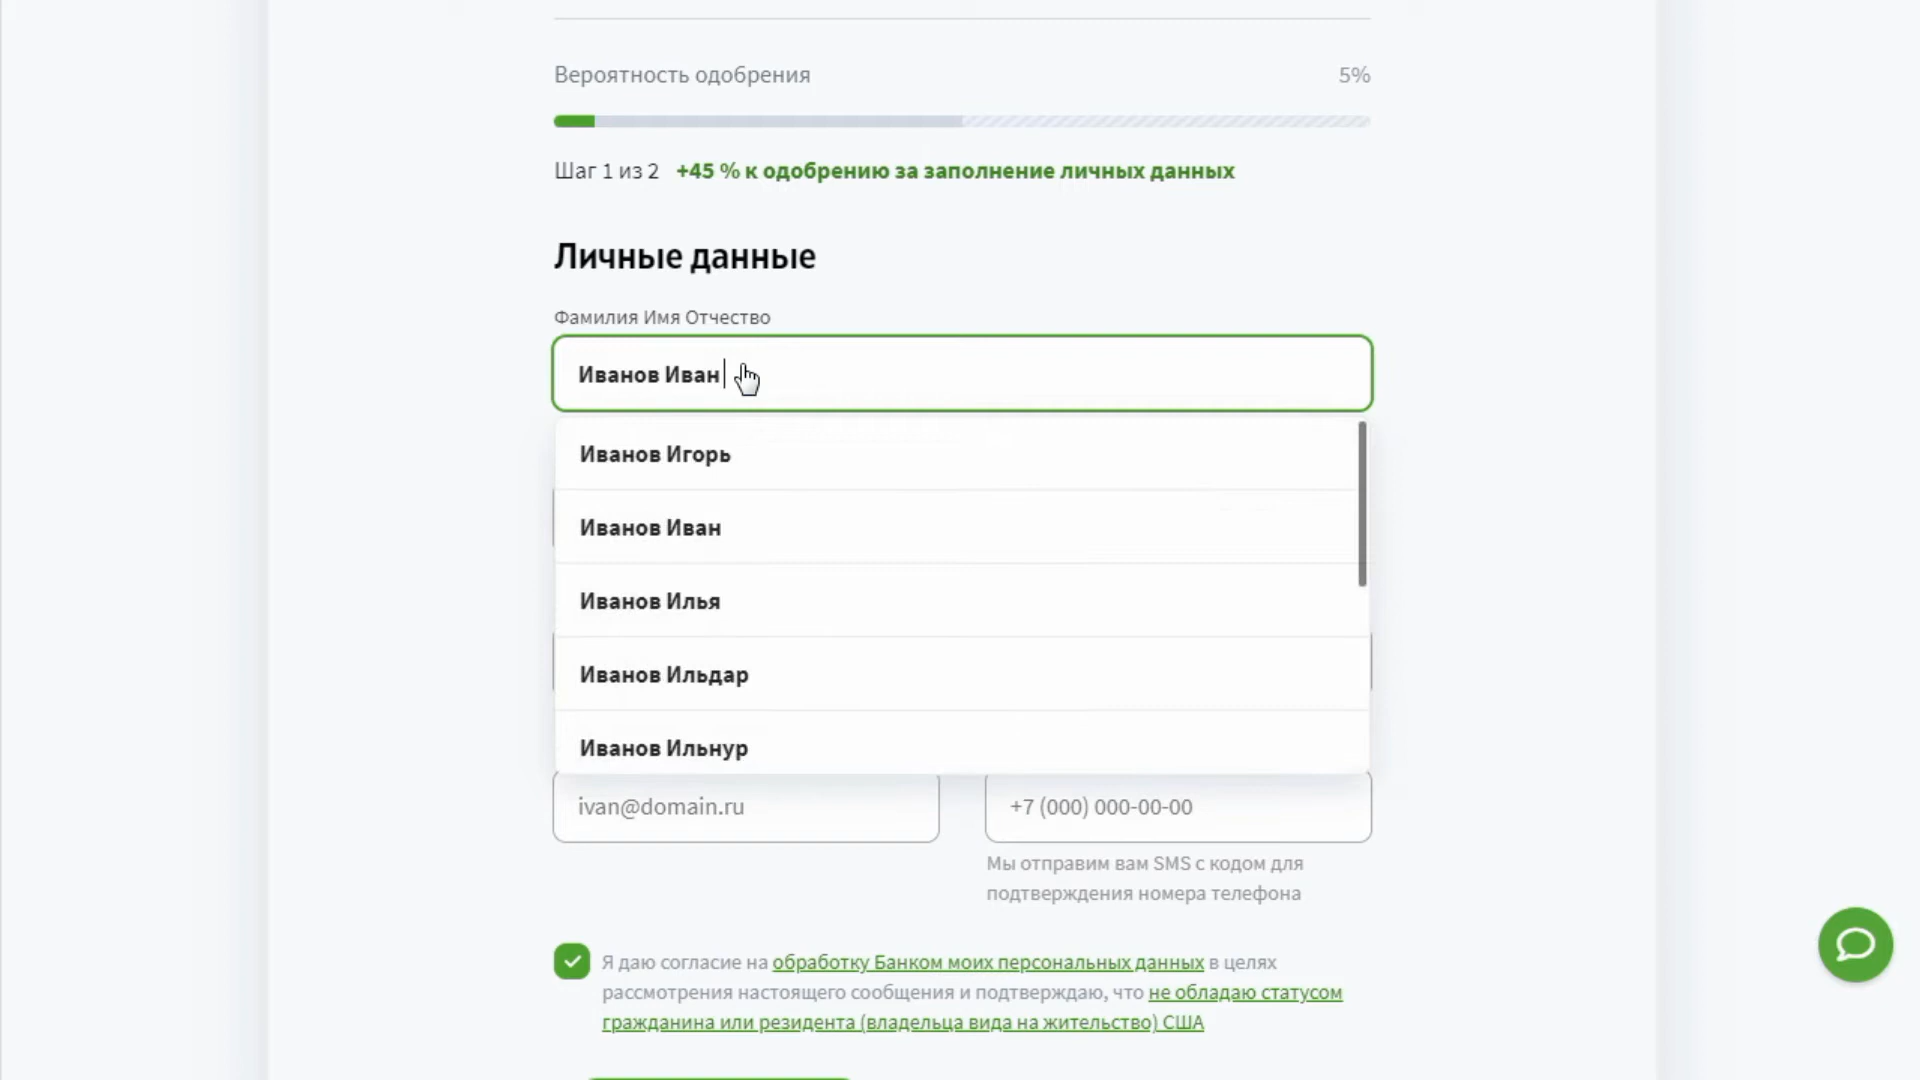 Вероятность одобрения 5%
Шаг 1 из 2 +45 % к одобрению за заполнение личных данных
Личные данные
Фамилия Имя Отчество
Иванов Иван
Иванов Игорь
Иванов Иван
Иванов Илья
Иванов Ильдар
Иванов Ильнур
ivan@domain.ru
+7 (000) 000-00-00
Мы отправим вам SMS с кодом для
подтверждения номера телефона
Я даю согласие на обработку Банком моих персональных данных в целях
рассмотрения настоящего сообщения и подтверждаю, что не обладаю статусом
гражданина или резидента (владельца вида на жительство) США